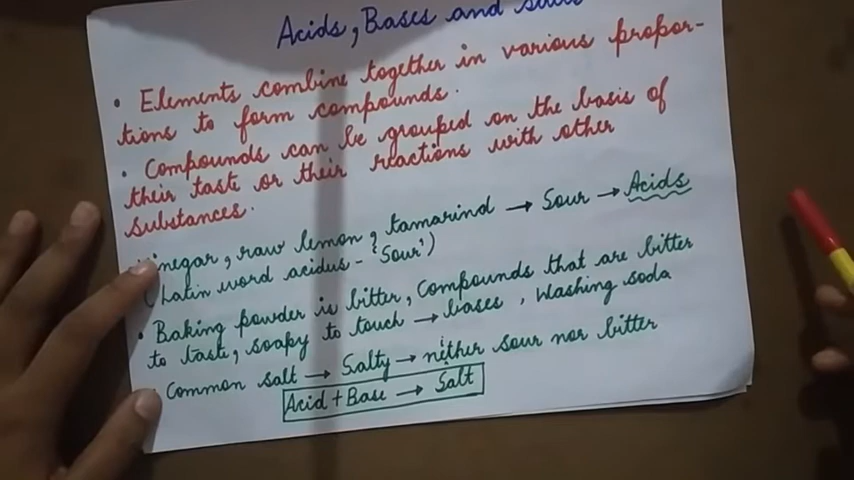 Acids, Bases and salts
• Elements combine together in various propor-
tions to form compounds.
• Compounds can be grouped on the basis of
their taste or their reactions with other
substances.
Vinegar, raw lemon, tamarind → Sour → Acids
(Latin word acidus - 'Sour')
• Baking powder is bitter, Compounds that are bitter
to taste, soapy to touch → bases, Washing soda
Common salt → Salty → neither sour nor bitter
Acid + Base → Salt